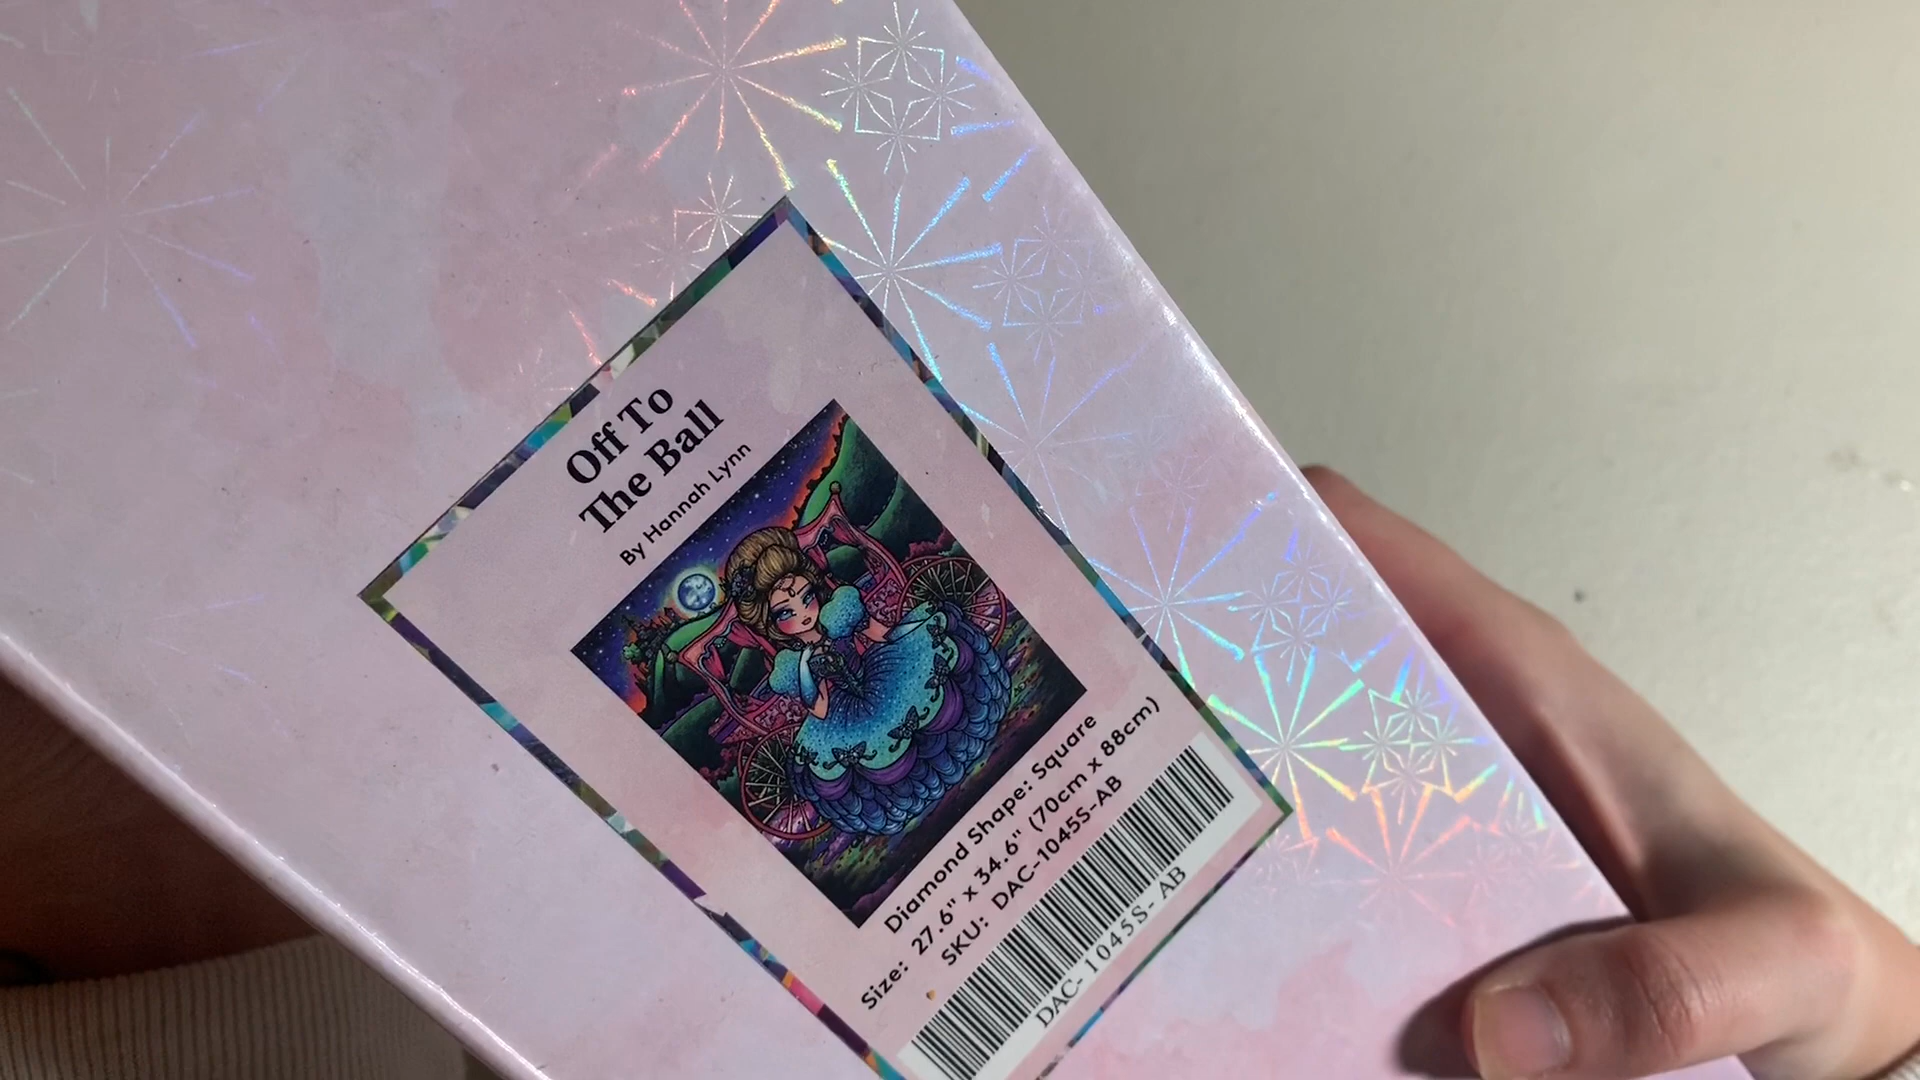 Off To
The Ball
By Hannah Lynn
Diamond Shape: Square
Size: 27.6" x 34.6" (70cm x 88cm)
SKU: DAC-1045S-AB
DAC- 1045S- AB